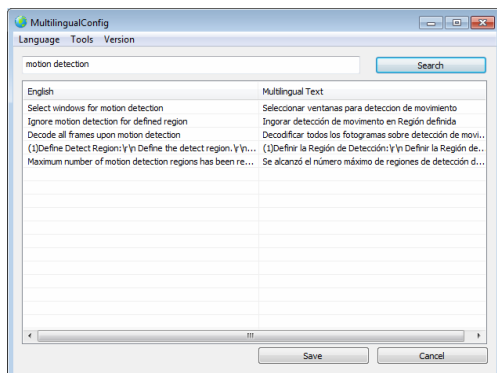 MultilingualConfig
Language Tools Version
motion detection Search
English Multilingual Text
Select windows for motion detection Seleccionar ventanas para deteccion de movimiento
Ignore motion detection for defined region Ingorar detección de movimento en Región definida
Decode all frames upon motion detection Decodificar todos los fotogramas sobre detección de movi..
(1)Define Detect Region:\r\n Define the detect region.\r\n... (1)Definir la Región de Detección:\r\n Definir la Región de..
Maximum number of motion detection regions has been re... Se alcanzó el número máximo de regiones de detección d...
Save Cancel